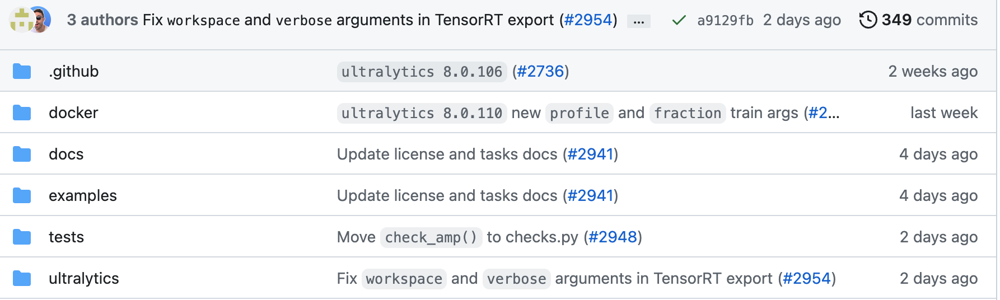 3 authors Fix workspace and verbose arguments in TensorRT export (#2954) ... a9129fb 2 days ago 349 commits
.github ultralytics 8.0.106 (#2736) 2 weeks ago
docker ultralytics 8.0.110 new profile and fraction train args (#2... last week
docs Update license and tasks docs (#2941) 4 days ago
examples Update license and tasks docs (#2941) 4 days ago
tests Move check_amp() to checks.py (#2948) 2 days ago
ultralytics Fix workspace and verbose arguments in TensorRT export (#2954) 2 days ago